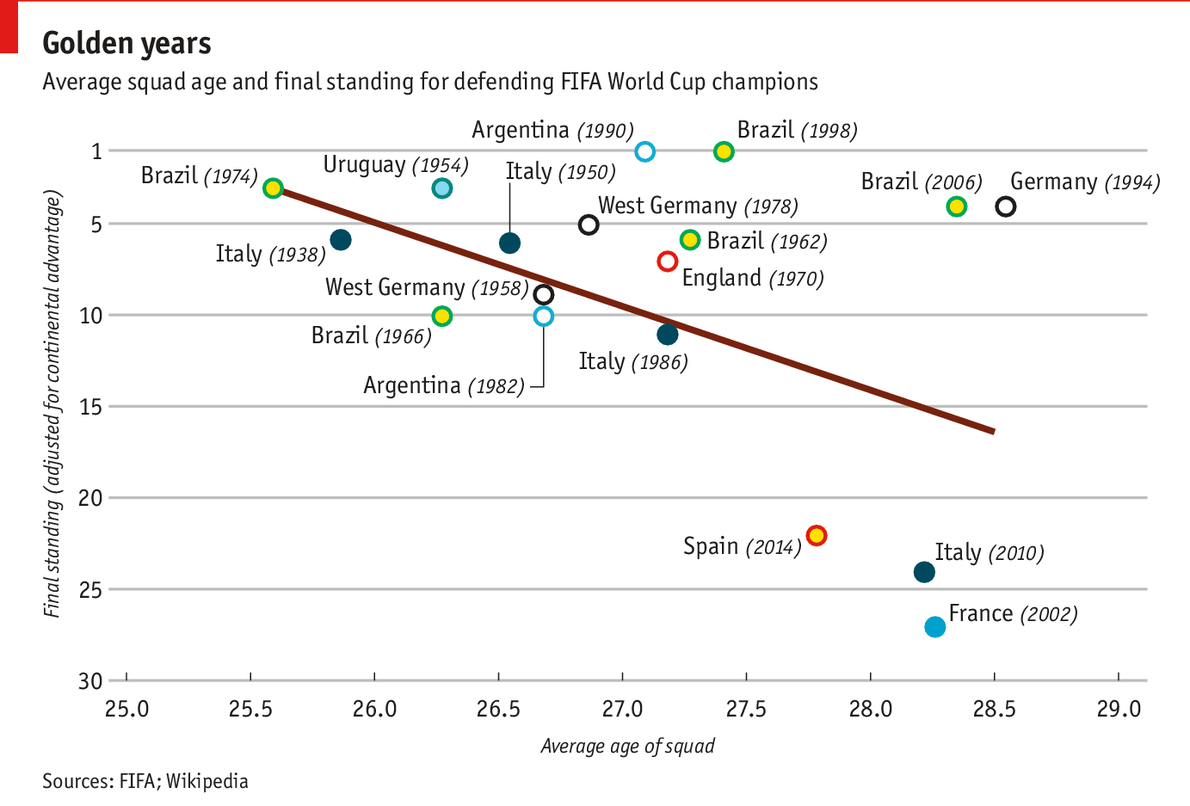 Golden years
Average squad age and final standing for defending FIFA World Cup champions
Argentina (1990)
Brazil (1998)
1
Uruguay (1954)
Italy (1950)
Brazil (1974)
Brazil (2006)
Germany (1994)
West Germany (1978)
5
Italy (1938)
Brazil (1962)
England (1970)
West Germany (1958)
10
Brazil (1966)
Italy (1986)
Argentina (1982)
15
20
Spain (2014)
Italy (2010)
25
France (2002)
30
Final standing (adjusted for continental advantage)
25.0 25.5 26.0 26.5 27.0 27.5 28.0 28.5 29.0
Average age of squad
Sources: FIFA; Wikipedia